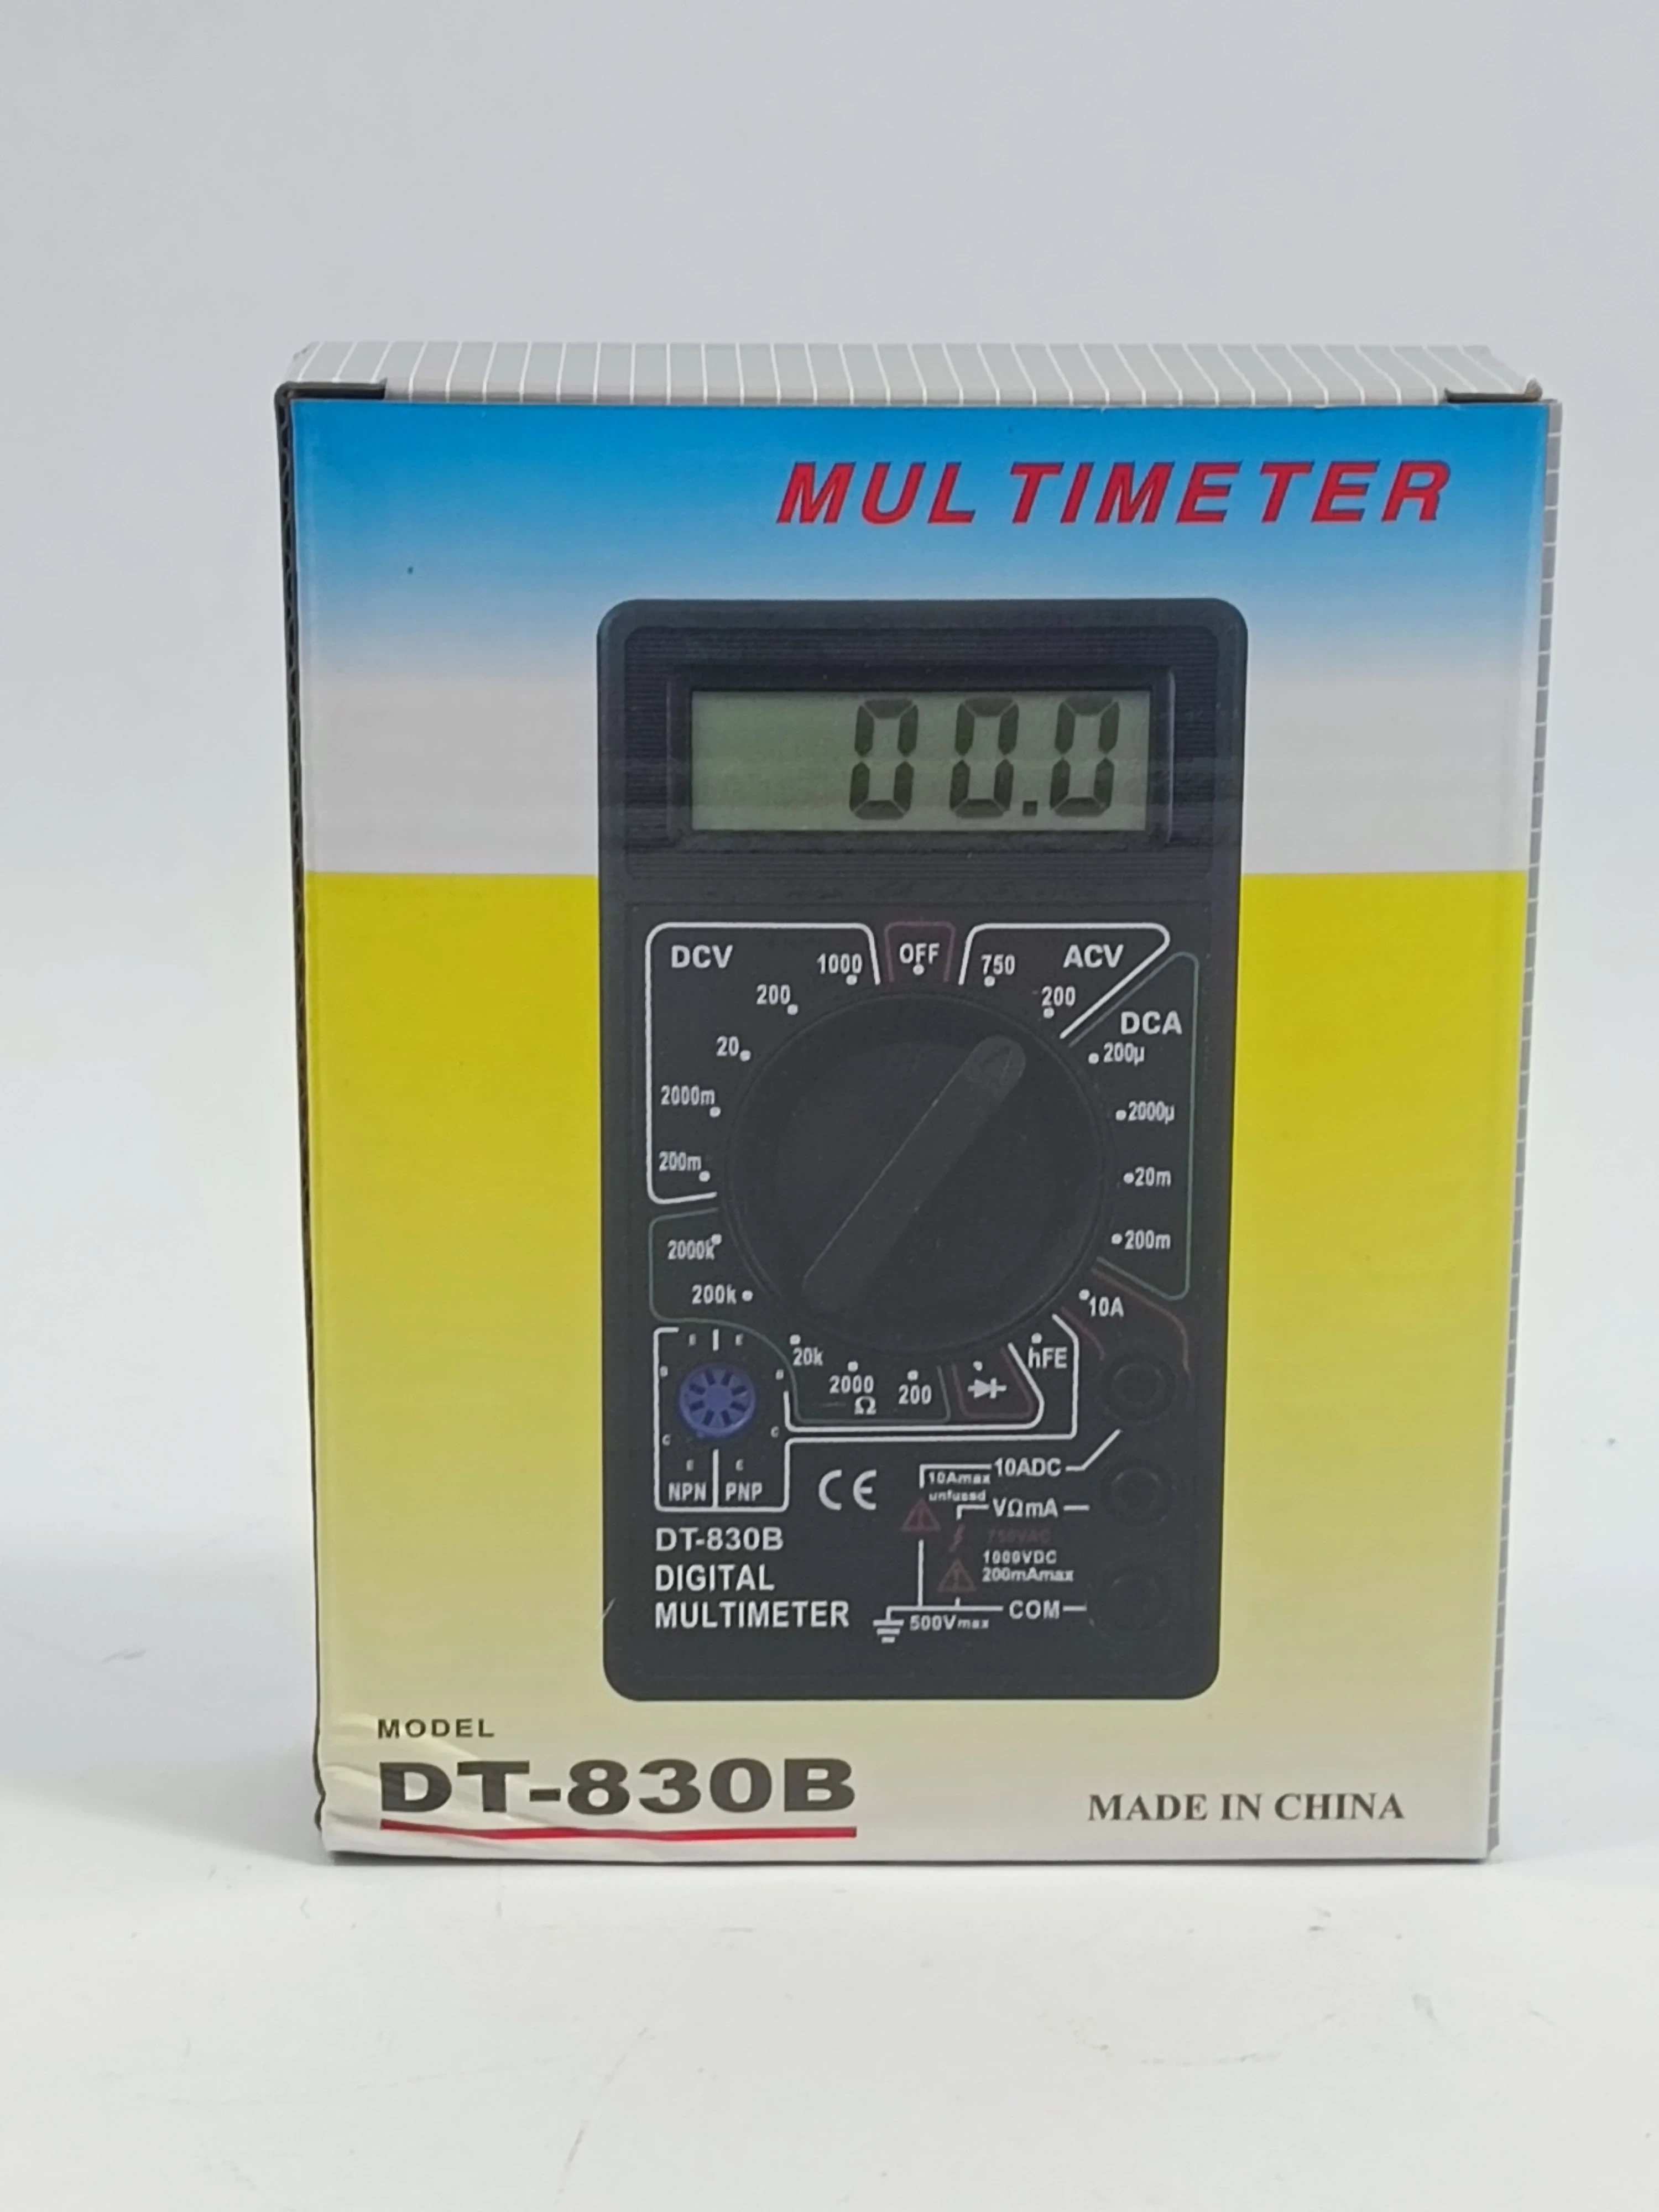 MULTIMETER
00.0
DCV
1000
OFF
750
ACV
200
200
DCA
20
200µ
2000m
2000µ
200m
20m
2000k
200m
200k
10A
20k
hFE
2000
Ω
200
E
E
B
B
C
C
E
E
NPN
PNP
CE
10Amax
unfused
10ADC
VΩmA
750VAC
1000VDC
200mAmax
500Vmax
COM
DT-830B
DIGITAL
MULTIMETER
MODEL
DT-830B
MADE IN CHINA